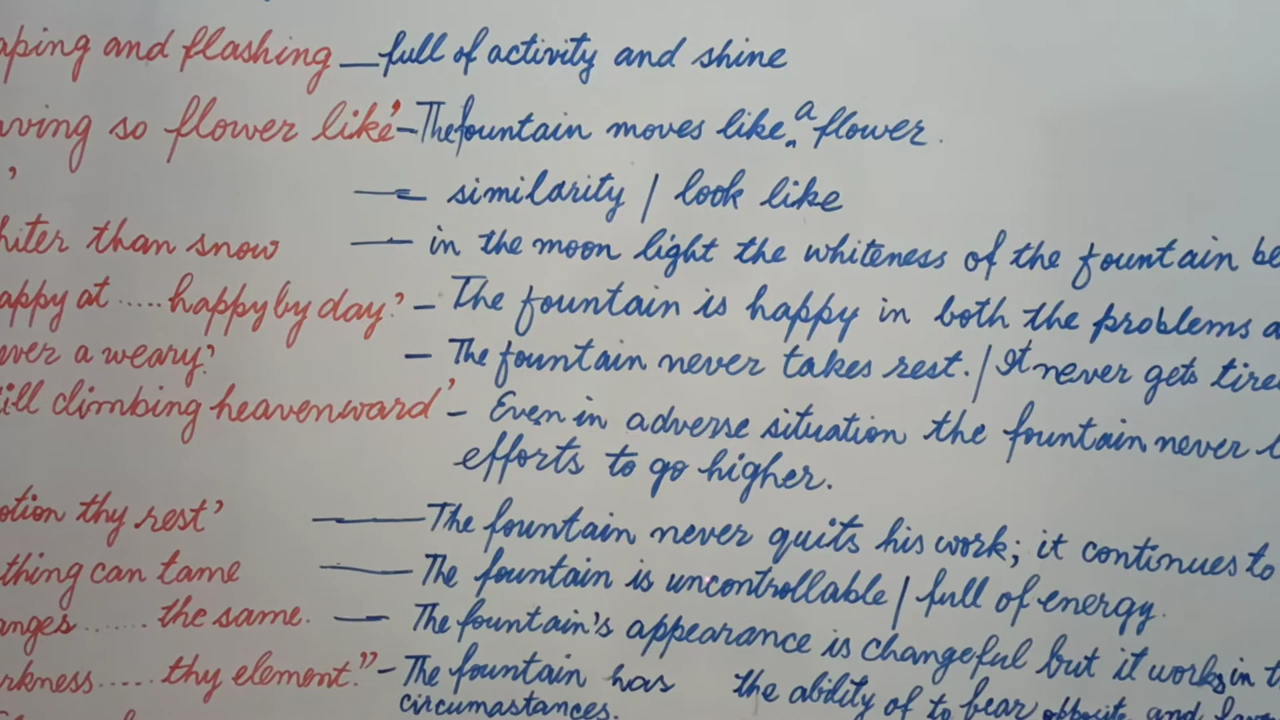 aping and flashing — full of activity and shine
aving so flower like' - The fountain moves like a flower.
' — similarity / look like
hiter than snow — in the moon light the whiteness of the fountain be
appy at ..... happy by day?' - The fountain is happy in both the problems a
ever a weary?' - The fountain never takes rest. / It never gets tire
ill climbing heavenward' - Even in adverse situation the fountain never
efforts to go higher.
otion thy rest' — The fountain never quits his work; it continues to
thing can tame — The fountain is uncontrollable / full of energy.
anges ...... the same. — The fountain's appearance is changeful but it works in t
rkness ..... thy element." - The fountain has the ability of to bear opposite and
circumastances.